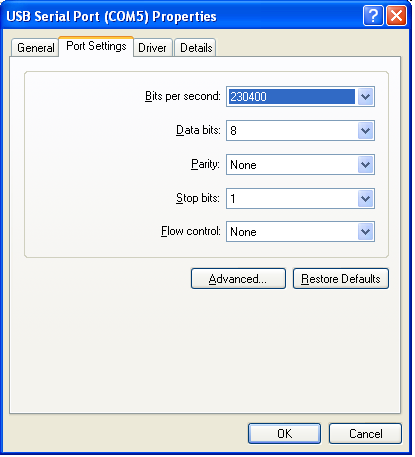 USB Serial Port (COM5) Properties
General Port Settings Driver Details
Bits per second: 230400
Data bits: 8
Parity: None
Stop bits: 1
Flow control: None
Advanced... Restore Defaults
OK Cancel